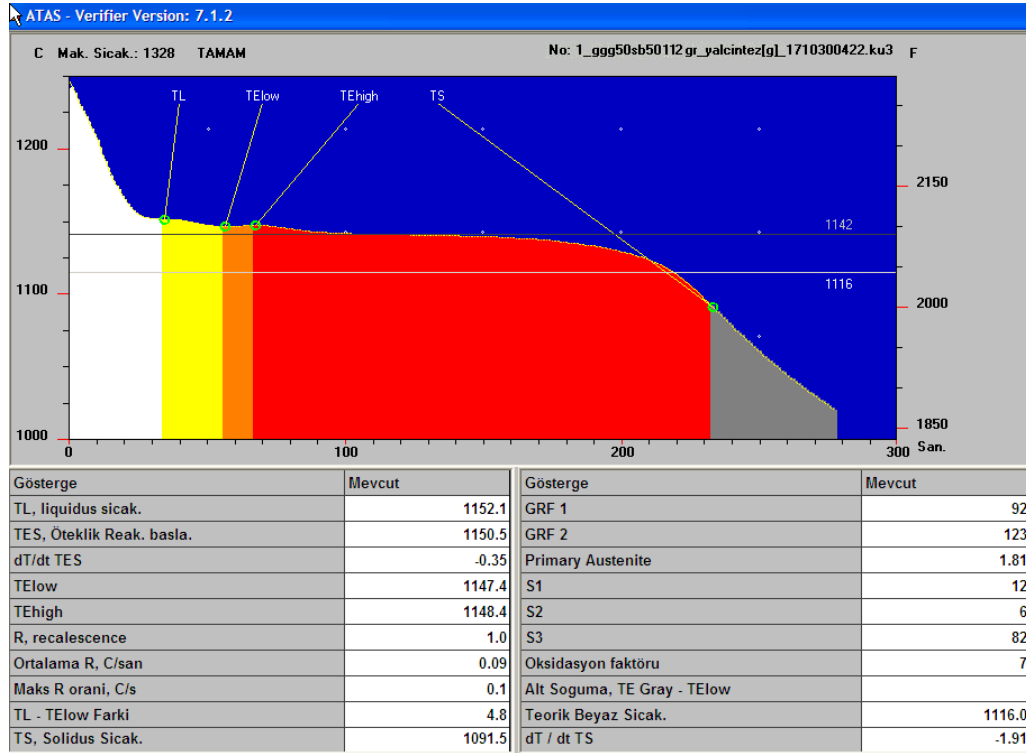 ATAS - Verifier Version: 7.1.2
C Mak. Sicak.: 1328 TAMAM No: 1_ggg50sb50112gr_yalcintez[g]_1710300422.ku3 F
TL TElow TEhigh TS
1200
2150
1142
1116
1100
2000
1000
1850
0 100 200 300 San.
Gösterge Mevcut Gösterge Mevcut
TL, liquidus sicak. 1152.1 GRF 1 92
TES, Öteklik Reak. basla. 1150.5 GRF 2 123
dT/dt TES -0.35 Primary Austenite 1.81
TElow 1147.4 S1 12
TEhigh 1148.4 S2 6
R, recalescence 1.0 S3 82
Ortalama R, C/san 0.09 Oksidasyon faktöru 7
Maks R orani, C/s 0.1 Alt Soguma, TE Gray - TElow
TL - TElow Farki 4.8 Teorik Beyaz Sicak. 1116.0
TS, Solidus Sicak. 1091.5 dT / dt TS -1.91